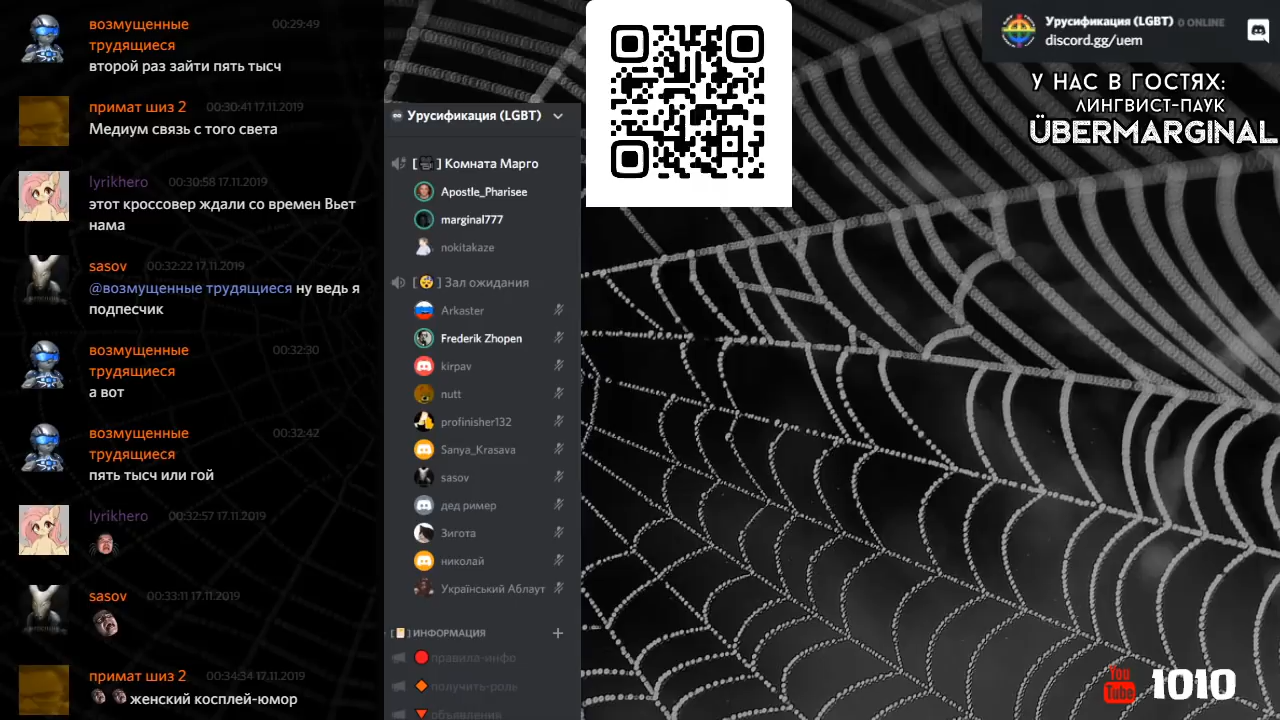 возмущенные 00:29:49
трудящиеся
второй раз зайти пять тысч
примат шиз 2 00:30:41 17.11.2019
Медиум связь с того света
lyrikhero 00:30:58 17.11.2019
этот кроссовер ждали со времен Вьет
нама
sasov 00:32:22 17.11.2019
@возмущенные трудящиеся ну ведь я
подпесчик
возмущенные 00:32:30
трудящиеся
а вот
возмущенные 00:32:42
трудящиеся
пять тысч или гой
lyrikhero 00:32:57 17.11.2019
sasov 00:33:11 17.11.2019
примат шиз 2 00:34:34 17.11.2019
женский косплей-юмор
Урусификация (LGBT)
[ ] Комната Марго
Apostle_Pharisee
marginal777
nokitakaze
[ ] Зал ожидания
Arkaster
Frederik Zhopen
kirpav
nutt
profinisher132
Sanya_Krasava
sasov
дед ример
Зигота
николай
Український Аблаут
[ ] ИНФОРМАЦИЯ +
правила-инфо
получить-роль
объявления
Урусификация (LGBT) 0 ONLINE
discord.gg/uem
У НАС В ГОСТЯХ:
ЛИНГВИСТ-ПАУК
ÜBERMARGINAL
You
Tube
1010